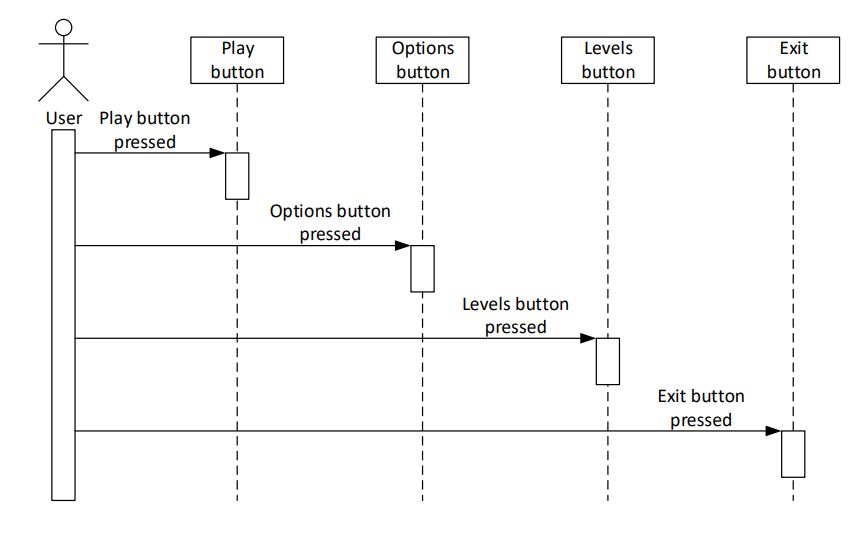 Play
button
Options
button
Levels
button
Exit
button
User
Play button
pressed
Options button
pressed
Levels button
pressed
Exit button
pressed